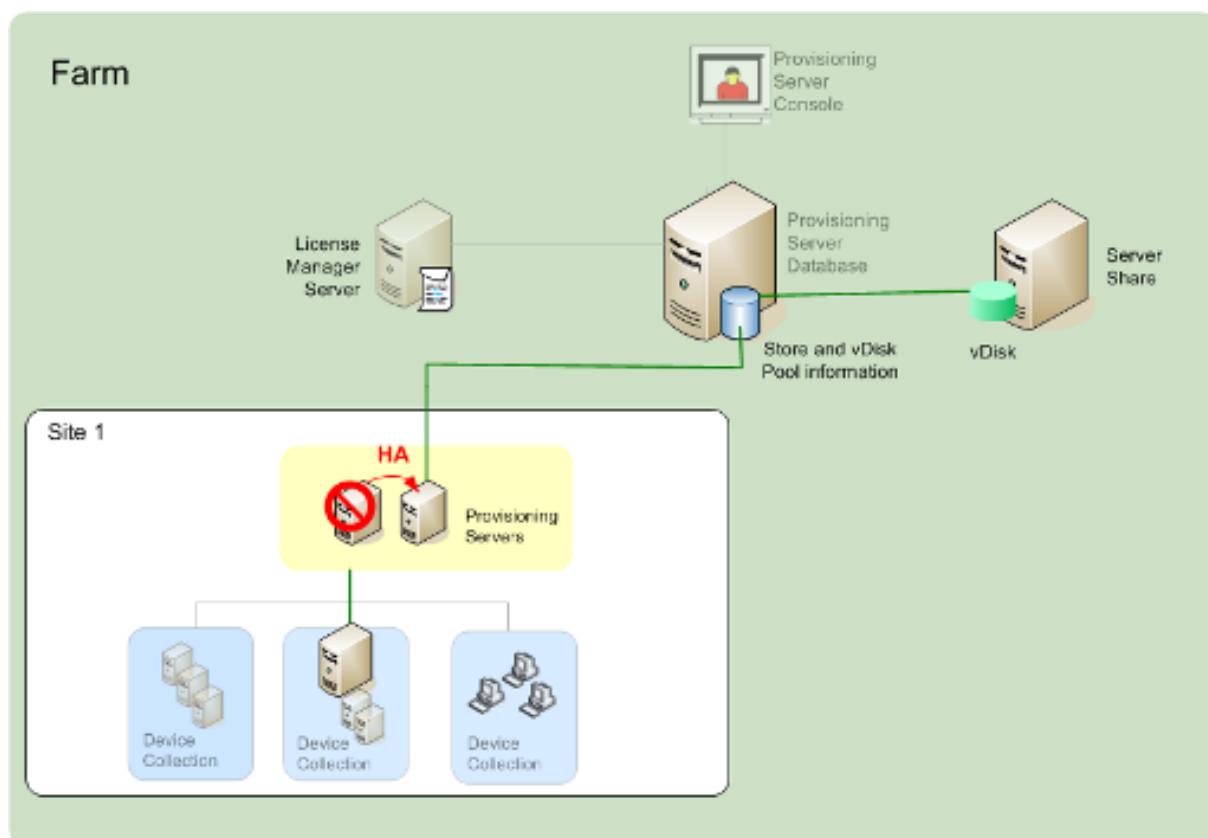 Farm
Provisioning
Server
Console
License
Manager
Server
Provisioning
Server
Database
Server
Share
Store and vDisk
Pool information
vDisk
Site 1
HA
Provisioning
Servers
Device
Collection
Device
Collection
Device
Collection